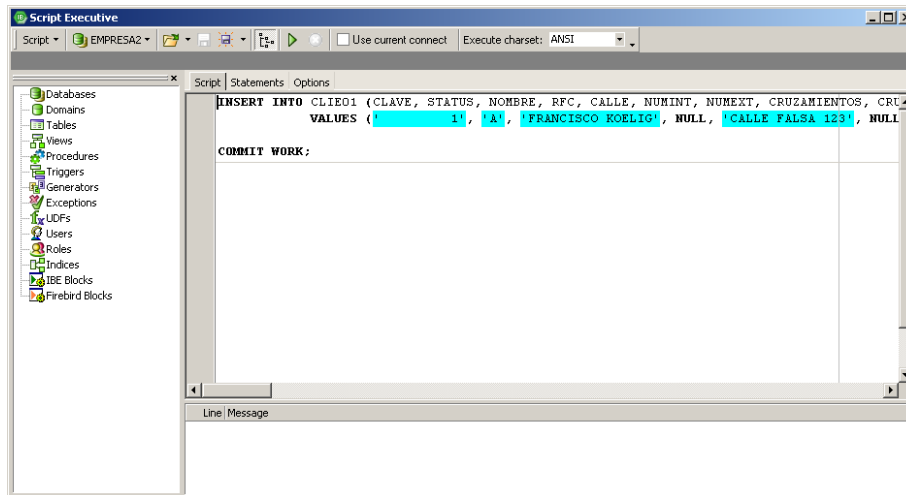 Script Executive
Script EMPRESA2 Use current connect Execute charset: ANSI
Script Statements Options
Databases
Domains
Tables
Views
Procedures
Triggers
Generators
Exceptions
UDFs
Users
Roles
Indices
IBE Blocks
Firebird Blocks
INSERT INTO CLIE01 (CLAVE, STATUS, NOMBRE, RFC, CALLE, NUMINT, NUMEXT, CRUZAMIENTOS, CRU
VALUES ('          1', 'A', 'FRANCISCO KOELIG', NULL, 'CALLE FALSA 123', NULL
COMMIT WORK;
Line Message